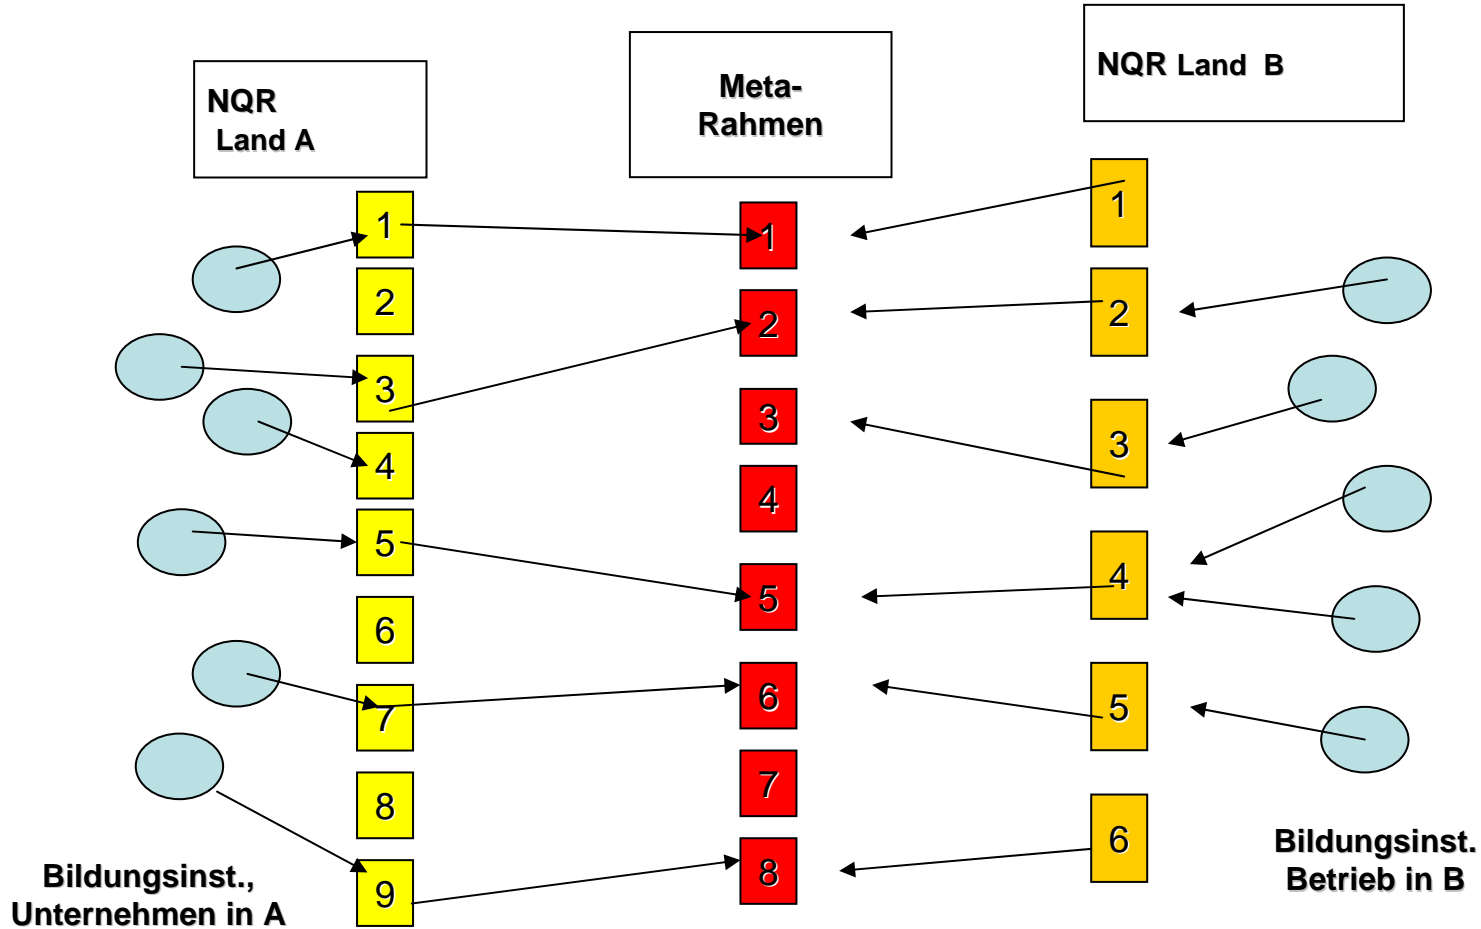 NQR
Land A
Meta-
Rahmen
NQR Land B
1
2
3
4
5
6
7
8
9
1
2
3
4
5
6
7
8
1
2
3
4
5
6
Bildungsinst.,
Unternehmen in A
Bildungsinst.
Betrieb in B